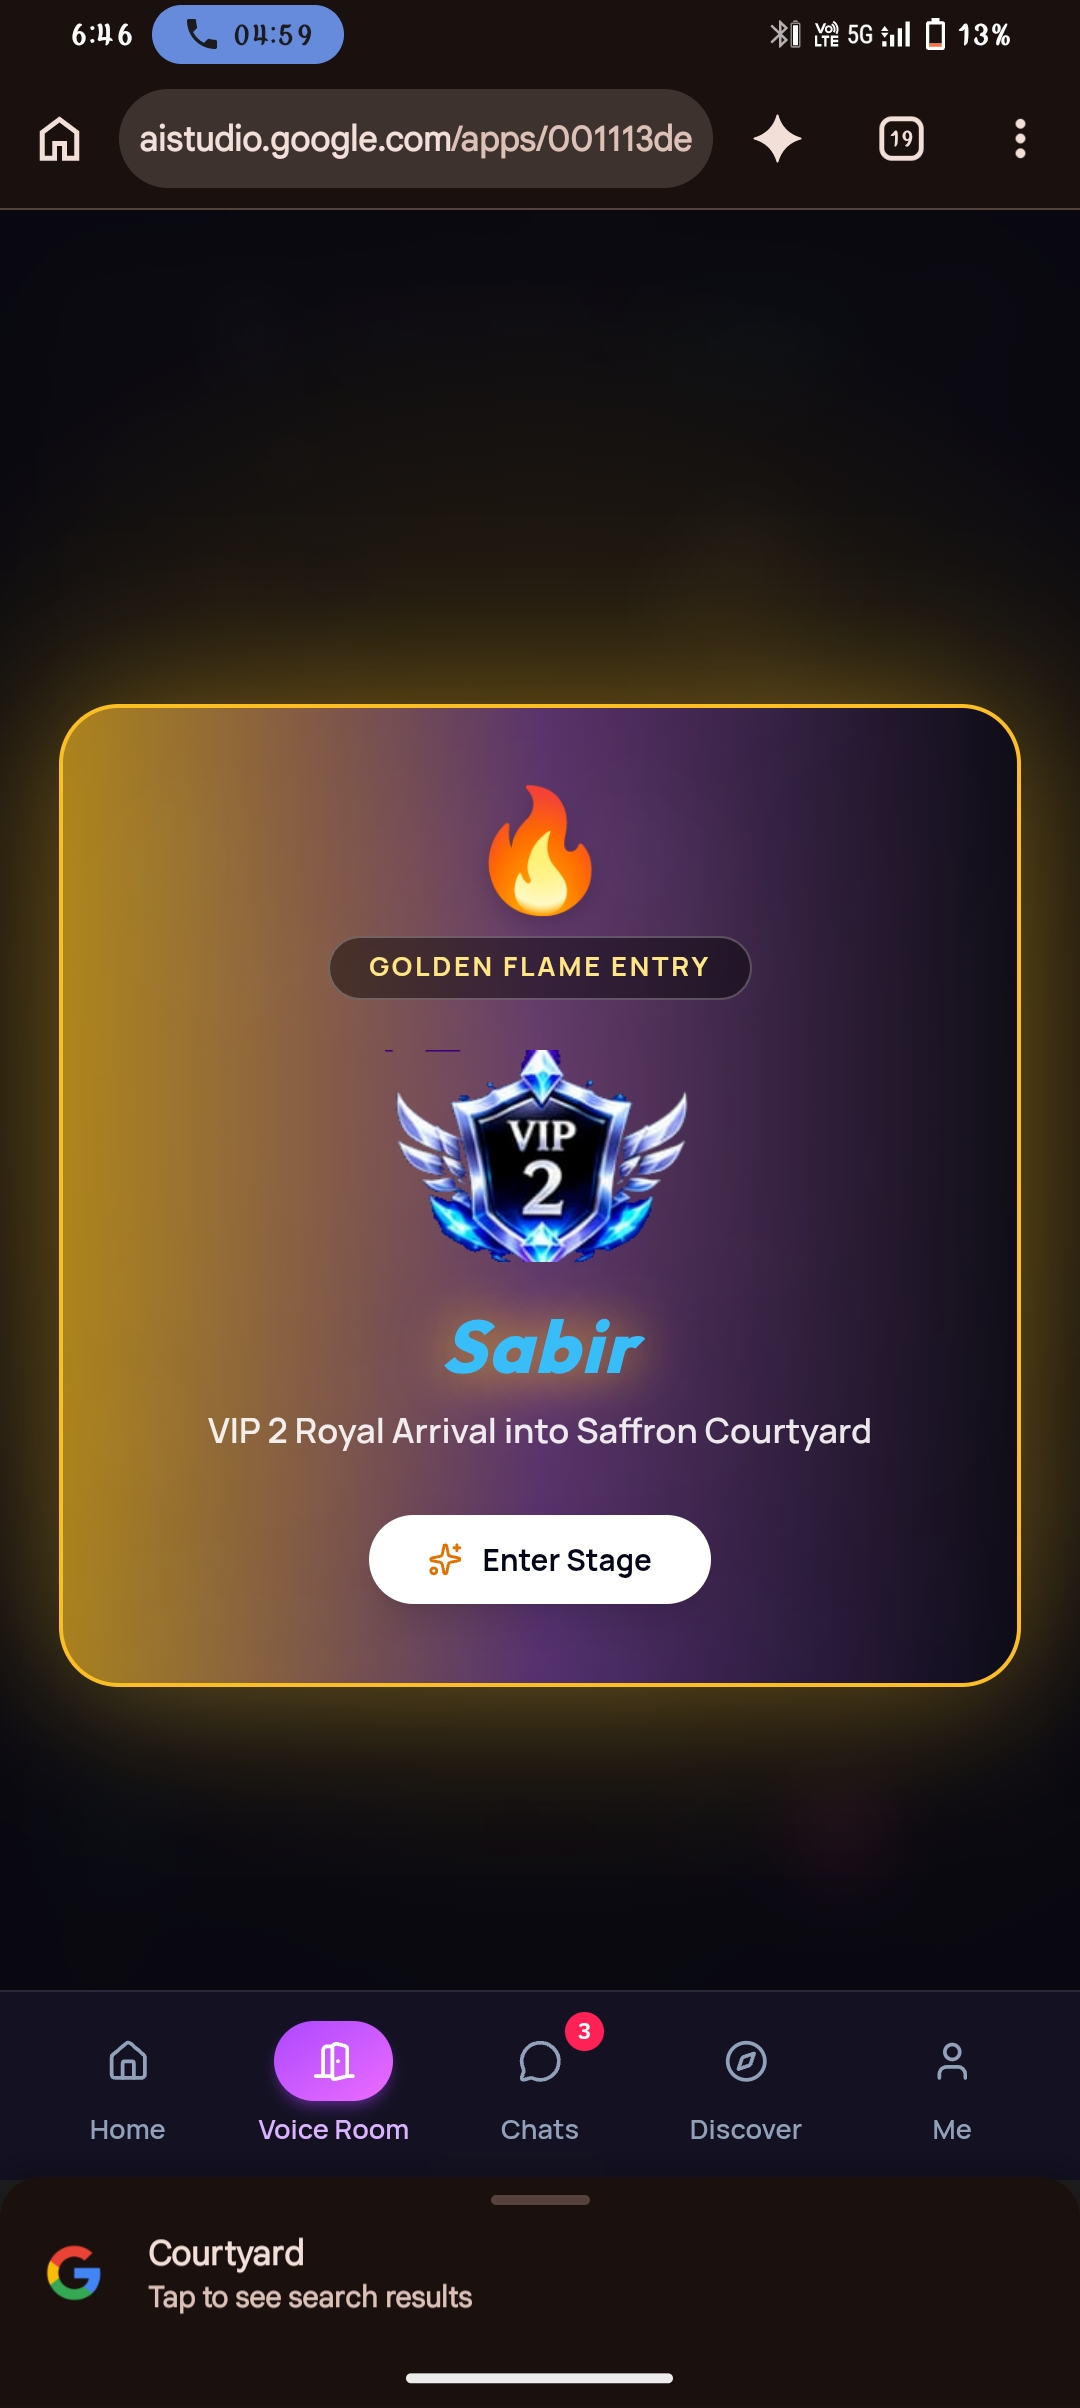 6:46
04:59
Vo))
LTE
5G
13%
aistudio.google.com/apps/001113de
19
GOLDEN FLAME ENTRY
VIP
2
Sabir
VIP 2 Royal Arrival into Saffron Courtyard
Enter Stage
3
Home
Voice Room
Chats
Discover
Me
Courtyard
Tap to see search results